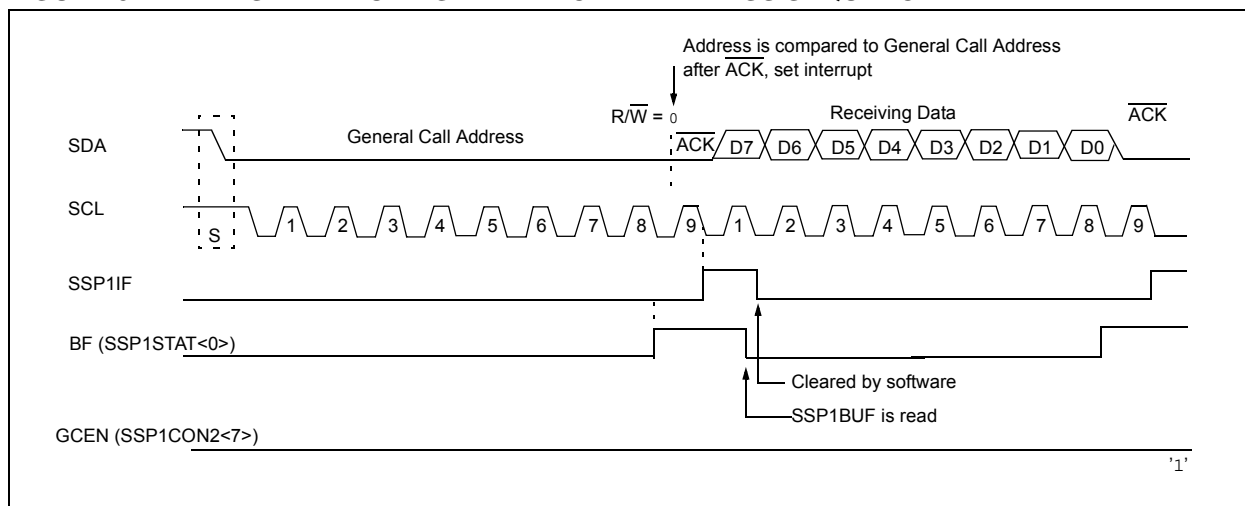 Address is compared to General Call Address
after ACK, set interrupt
R/W = 0
Receiving Data
ACK
SDA
General Call Address
ACK
D7 D6 D5 D4 D3 D2 D1 D0
SCL
S
1 2 3 4 5 6 7 8 9 1 2 3 4 5 6 7 8 9
SSP1IF
BF (SSP1STAT<0>)
Cleared by software
SSP1BUF is read
GCEN (SSP1CON2<7>)
'1'